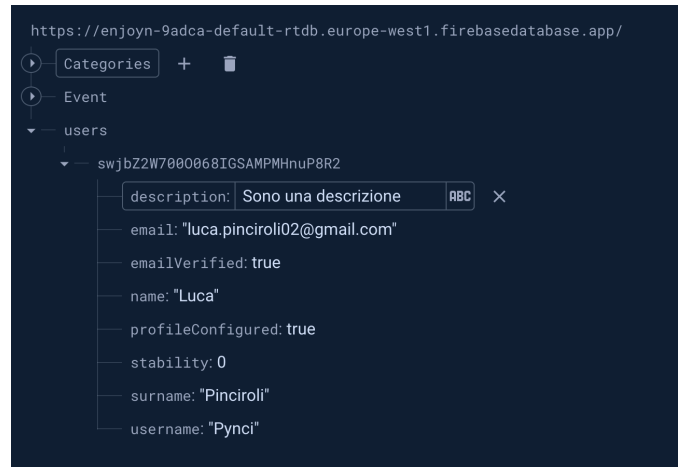 https://enjoyn-9adca-default-rtdb.europe-west1.firebasedatabase.app/
Categories
Event
users
swjbZ2W700O068IGSAMPMHnuP8R2
description: Sono una descrizione ABC
email: "luca.pinciroli02@gmail.com"
emailVerified: true
name: "Luca"
profileConfigured: true
stability: 0
surname: "Pinciroli"
username: "Pynci"